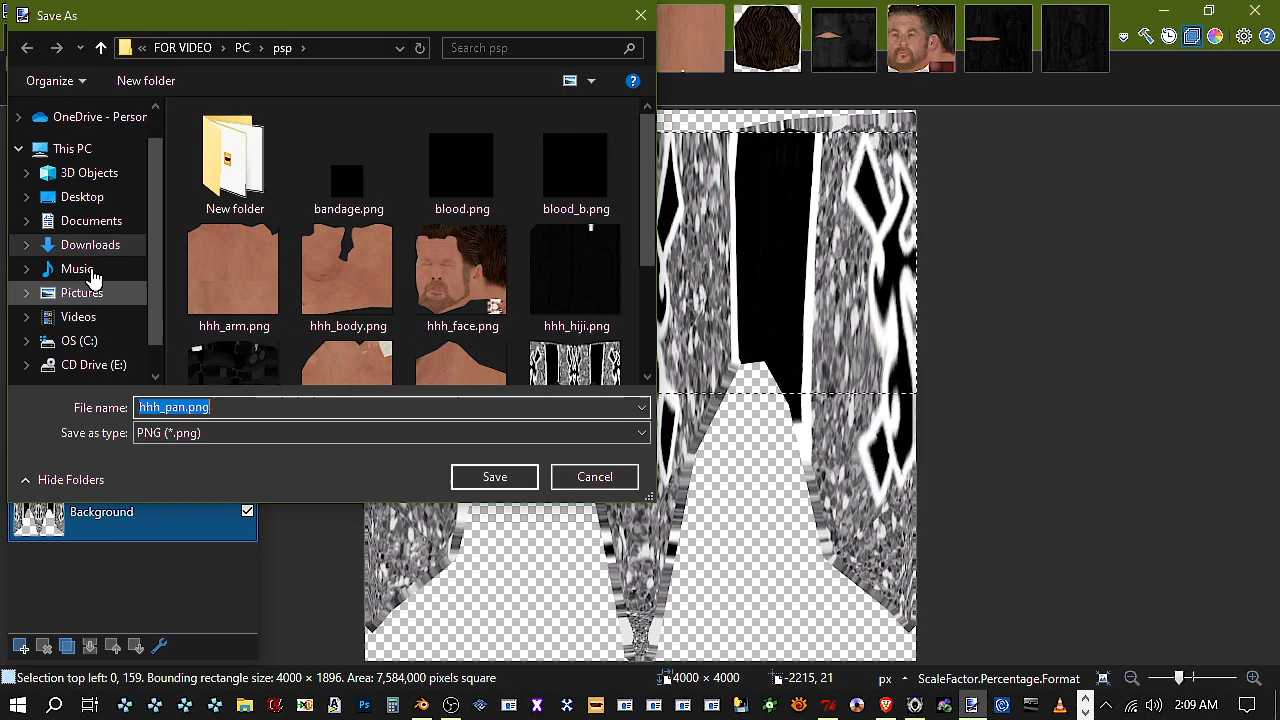 Save As
« FOR VIDEO > PC > psp >
Search psp
Organize
New folder
This PC
3D Objects
Desktop
Documents
Downloads
Music
Pictures
Videos
OS (C:)
CD Drive (E:)
New folder
bandage.png
blood.png
blood_b.png
hhh_arm.png
hhh_body.png
hhh_face.png
hhh_hiji.png
File name:
hhh_pan.png
Save as type:
PNG (*.png)
Hide Folders
Save
Cancel
Background
Selection top left: 0, 139. Bounding rectangle size: 4000 × 1896. Area: 7,583,000 pixels square
4000 × 4000
-2215, 21
px
ScaleFactor.Percentage.Format
2:09 AM